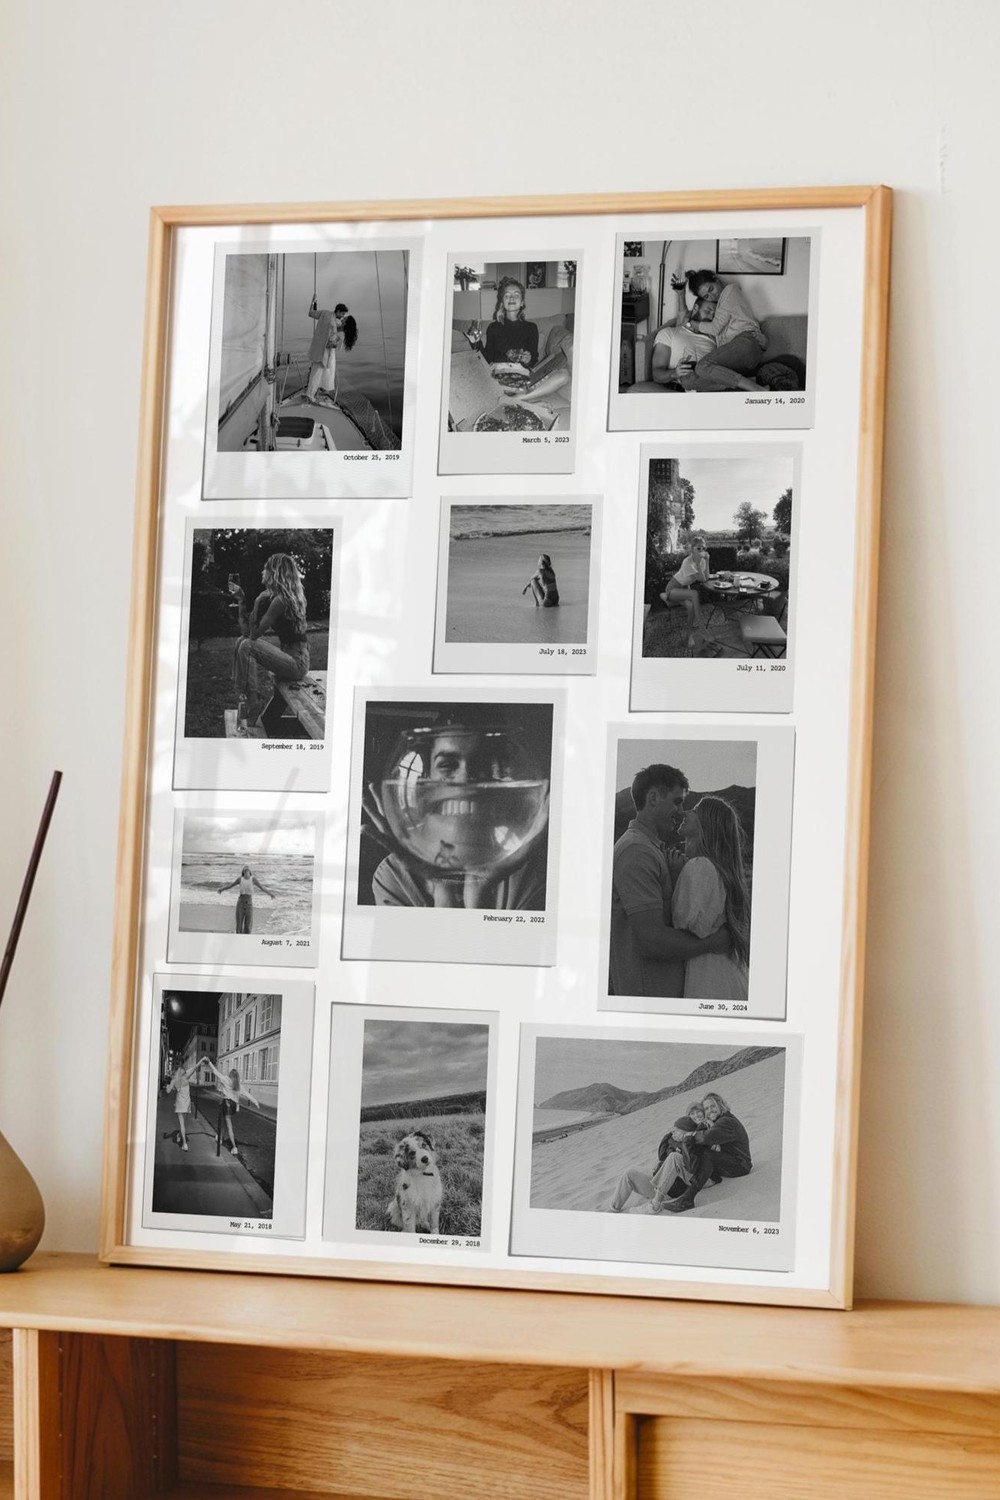 October 25, 2019
March 5, 2023
January 14, 2020
September 18, 2019
July 18, 2023
July 11, 2020
August 7, 2021
February 22, 2022
June 30, 2024
May 21, 2018
December 29, 2018
November 6, 2023